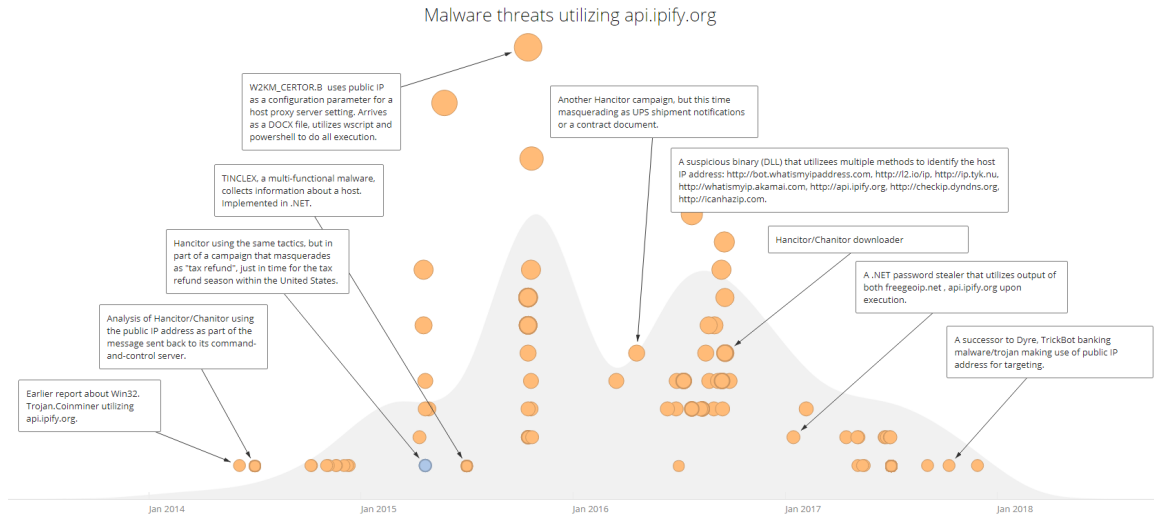 Malware threats utilizing api.ipify.org
W2KM_CERTOR.B uses public IP
as a configuration parameter for a
host proxy server setting. Arrives
as a DOCX file, utilizes wscript and
powershell to do all execution.
Another Hancitor campaign, but this time
masquerading as UPS shipment notifications
or a contract document.
TINCLEX, a multi-functional malware,
collects information about a host.
Implemented in .NET.
A suspicious binary (DLL) that utilizees multiple methods to identify the host
IP address: http://bot.whatismyipaddress.com, http://l2.io/ip, http://ip.tyk.nu,
http://whatismyip.akamai.com, http://api.ipify.org, http://checkip.dyndns.org,
http://icanhazip.com.
Hancitor using the same tactics, but in
part of a campaign that masquerades
as "tax refund", just in time for the tax
refund season within the United States.
Hancitor/Chanitor downloader
A .NET password stealer that utilizes output of
both freegeoip.net , api.ipify.org upon
execution.
Analysis of Hancitor/Chanitor using
the public IP address as part of the
message sent back to its command-
and-control server.
A successor to Dyre, TrickBot banking
malware/trojan making use of public IP
address for targeting.
Earlier report about Win32.
Trojan.Coinminer utilizing
api.ipify.org.
Jan 2014
Jan 2015
Jan 2016
Jan 2017
Jan 2018